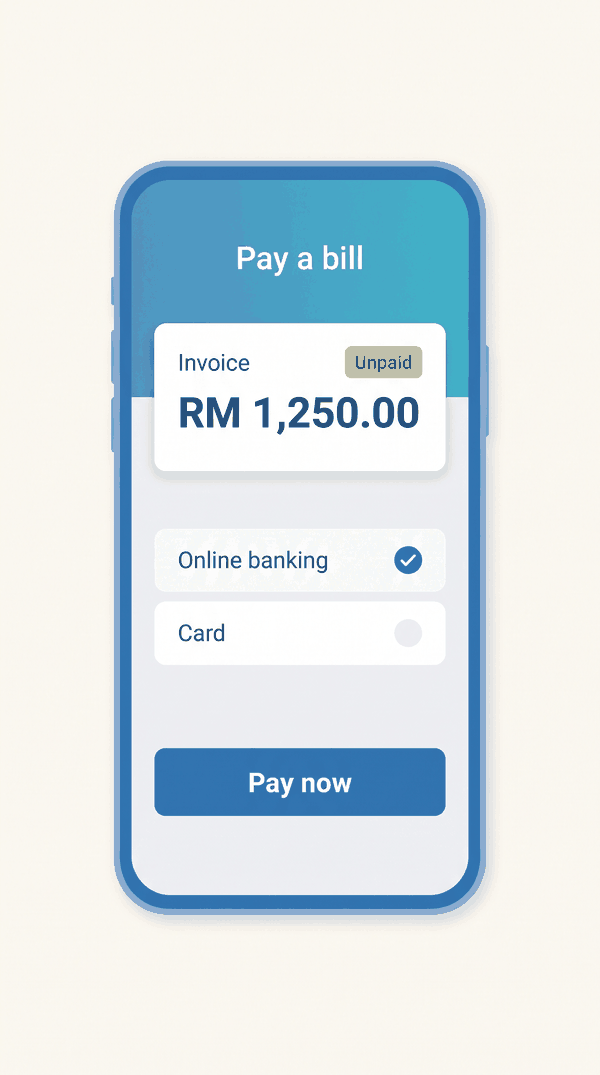 Pay a bill
Invoice
Unpaid
RM 1,250.00
Online banking
Card
Pay now